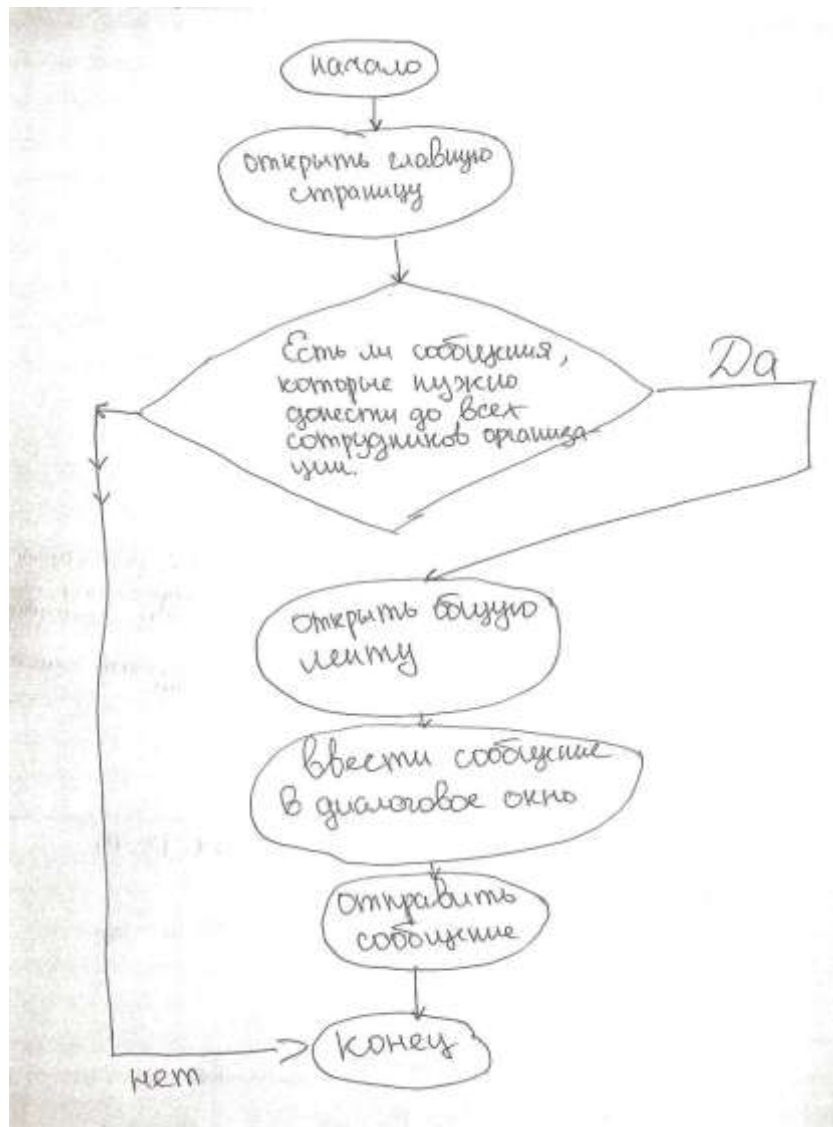 начало
открыть главную
страницу
Есть ли сообщения,
которые нужно
донести до всех
сотрудников организа-
ции.
Да
открыть общую
ленту
ввести сообщение
в диалоговое окно
отправить
сообщение
конец
нет